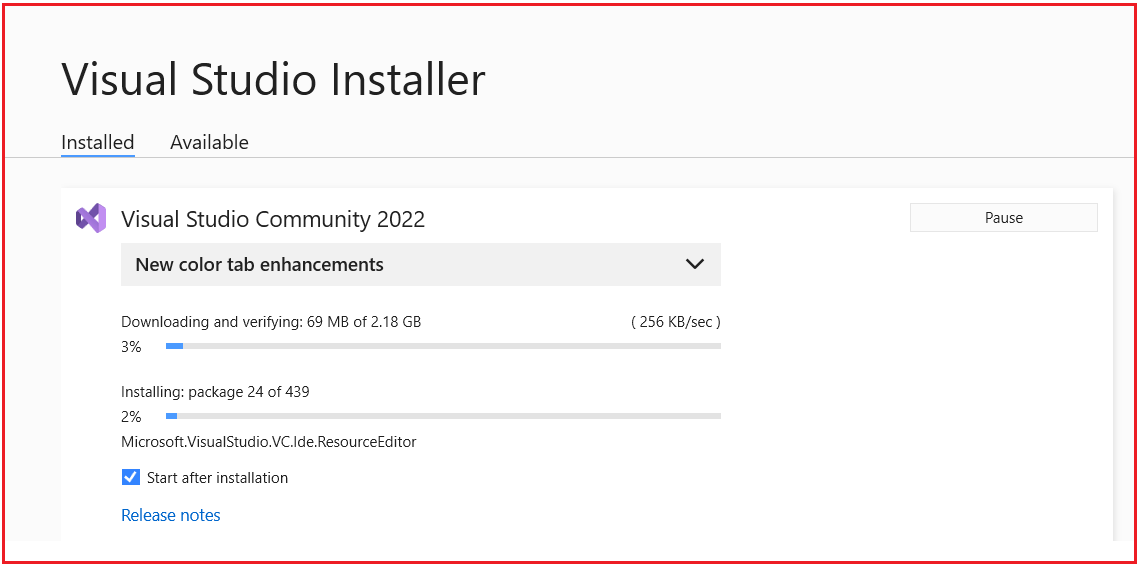 Visual Studio Installer
Installed Available
Visual Studio Community 2022
Pause
New color tab enhancements
Downloading and verifying: 69 MB of 2.18 GB ( 256 KB/sec )
3%
Installing: package 24 of 439
2%
Microsoft.VisualStudio.VC.Ide.ResourceEditor
Start after installation
Release notes